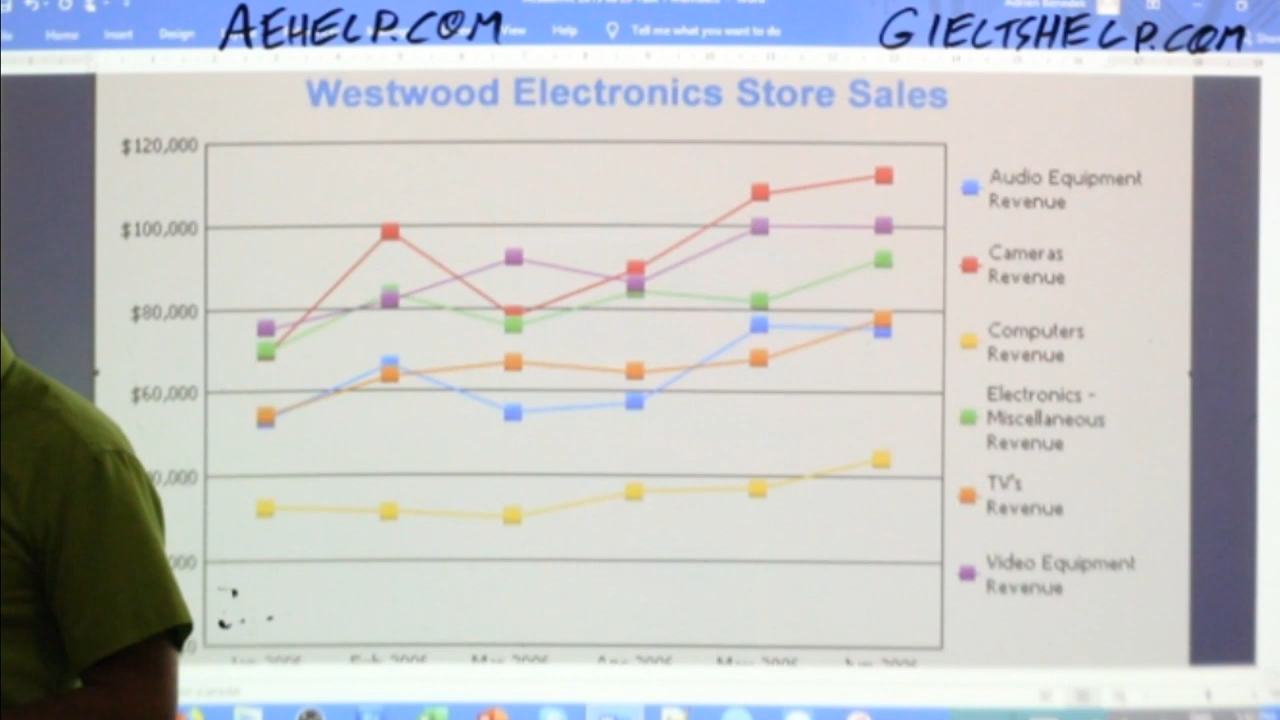 Home Insert Design View Help Tell me what you want to do
AEHELP.COM GIELTSHELP.COM
Westwood Electronics Store Sales
$120,000
$100,000
$80,000
$60,000
Audio Equipment
Revenue
Cameras
Revenue
Computers
Revenue
Electronics -
Miscellaneous
Revenue
TV's
Revenue
Video Equipment
Revenue